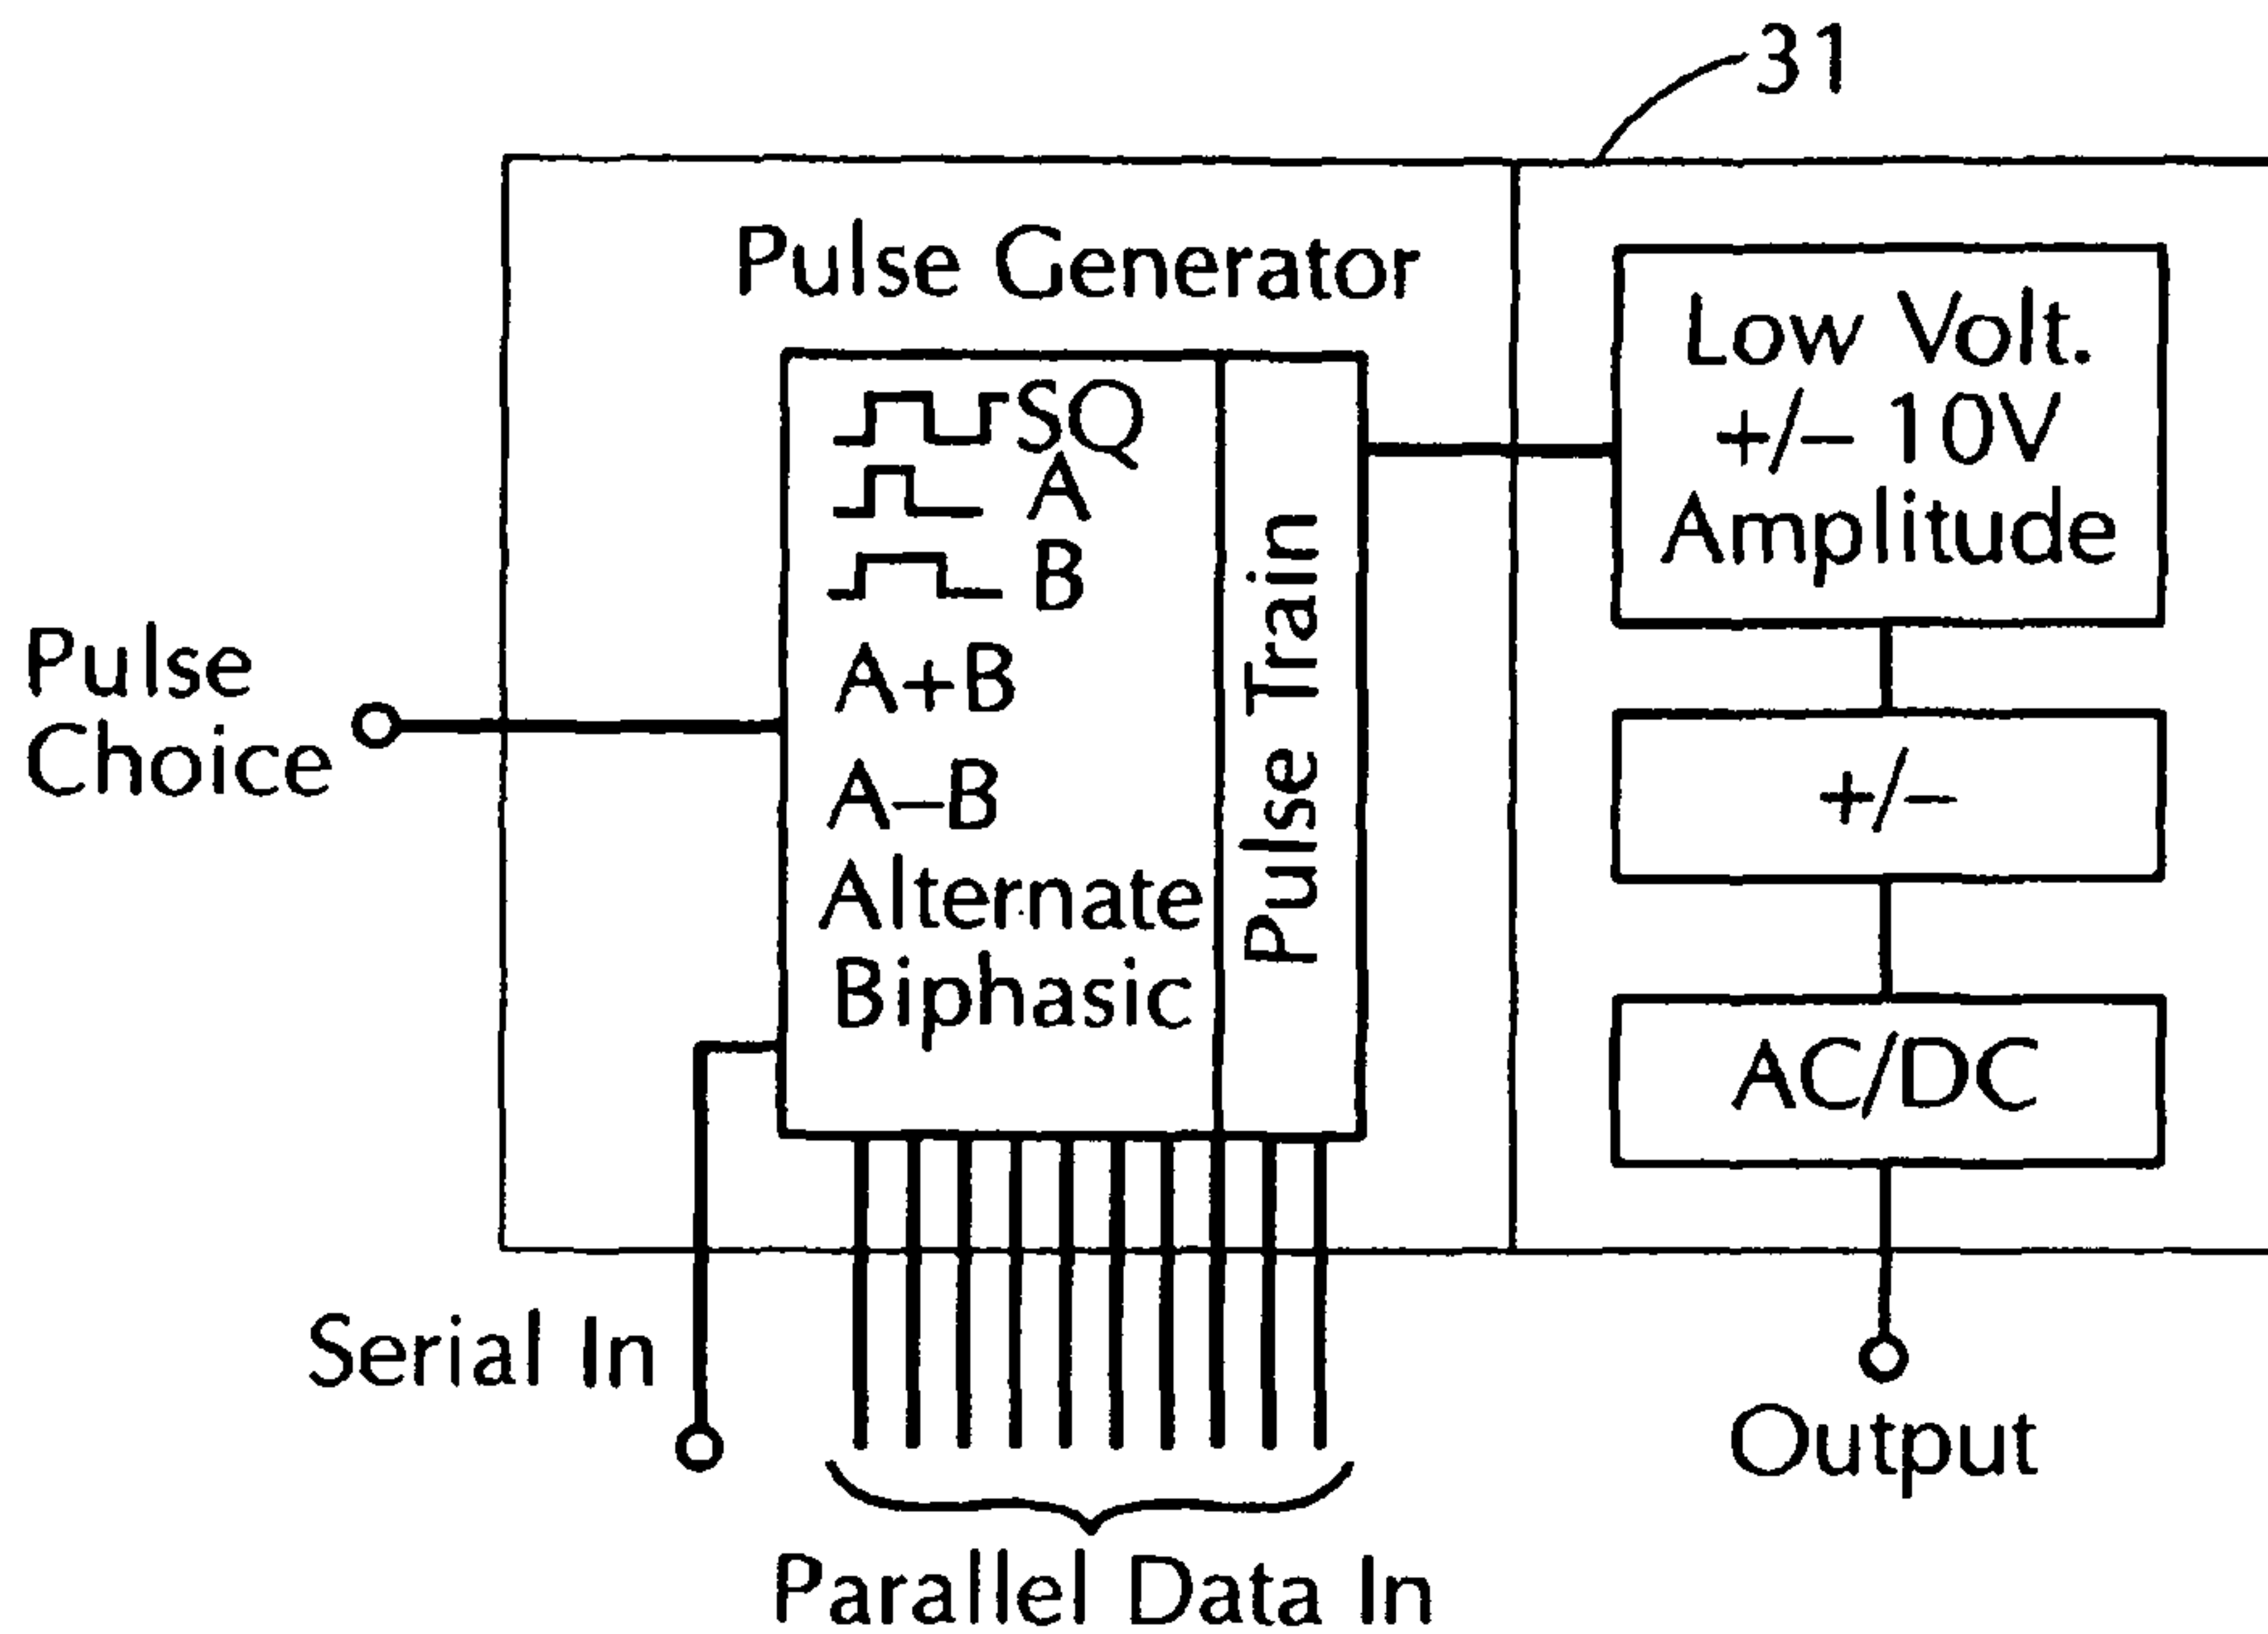 31
Pulse Generator
SQ
A
B
A+B
A–B
Alternate
Biphasic
Pulse Train
Low Volt.
+/– 10V
Amplitude
+/–
AC/DC
Pulse
Choice
Serial In
Parallel Data In
Output